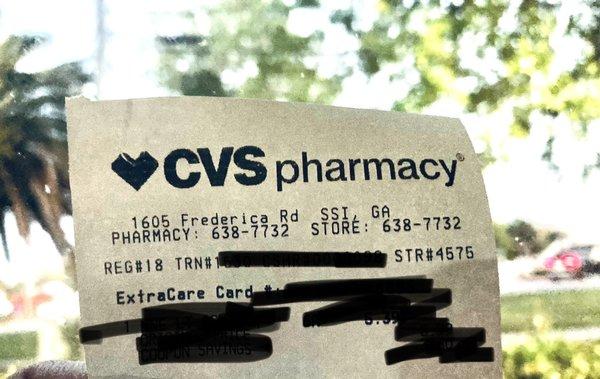 CVS pharmacy®
1605 Frederica Rd SSI, GA
PHARMACY: 638-7732 STORE: 638-7732
REG#18 TRN# STR#4575
ExtraCare Card #:
COUPON SAVINGS